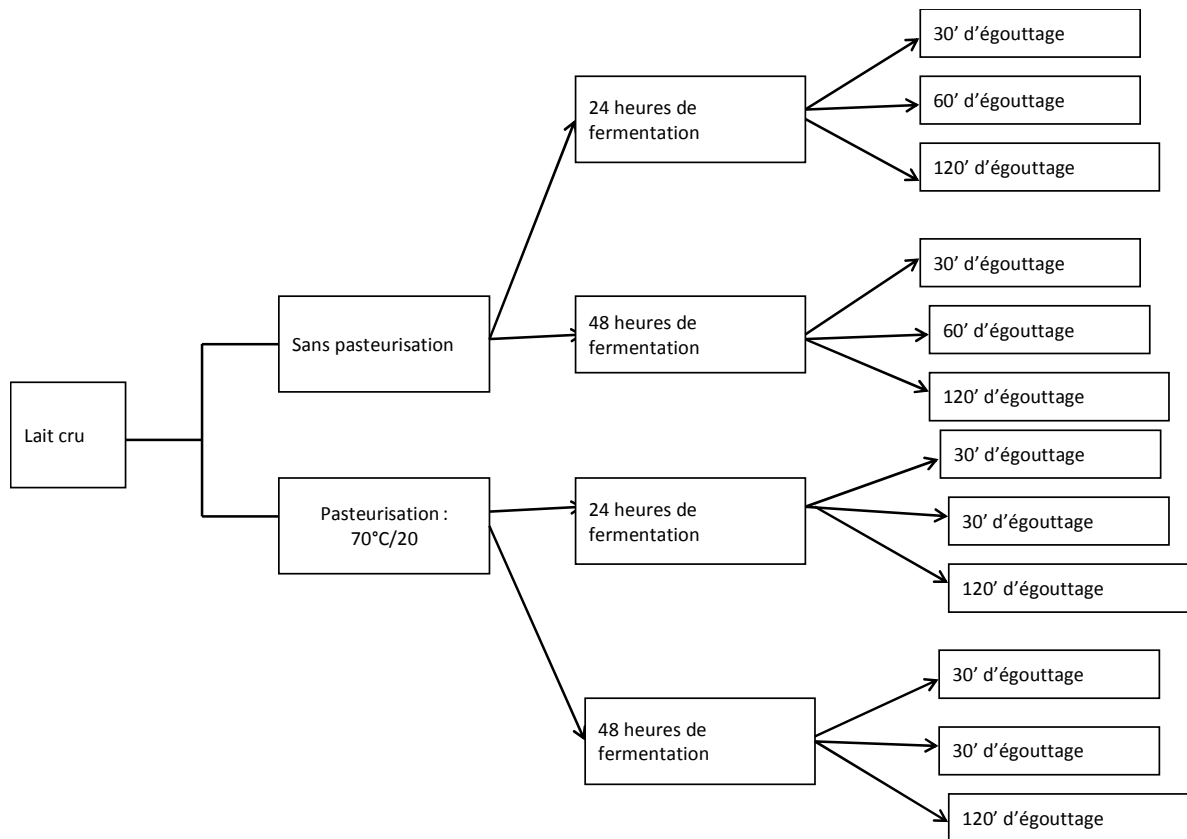 Lait cru
Sans pasteurisation
Pasteurisation :
70°C/20
24 heures de
fermentation
30’ d’égouttage
60’ d’égouttage
120’ d’égouttage
48 heures de
fermentation
30’ d’égouttage
60’ d’égouttage
120’ d’égouttage
24 heures de
fermentation
30’ d’égouttage
30’ d’égouttage
120’ d’égouttage
48 heures de
fermentation
30’ d’égouttage
30’ d’égouttage
120’ d’égouttage